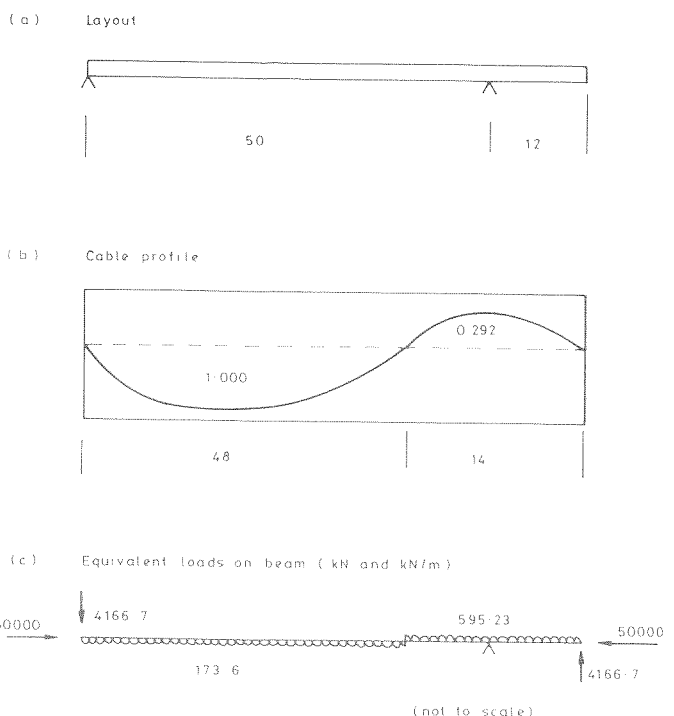 (a) Layout
50
12
(b) Cable profile
0·292
1·000
48
14
(c) Equivalent loads on beam (kN and kN/m)
4166·7
595·23
50000
173·6
4166·7
(not to scale)